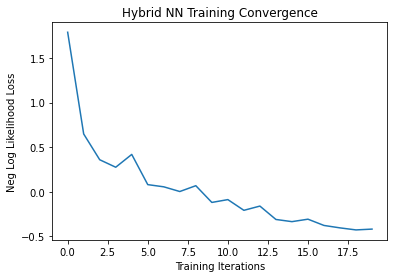 Hybrid NN Training Convergence
1.5
1.0
0.5
0.0
−0.5
Neg Log Likelihood Loss
0.0 2.5 5.0 7.5 10.0 12.5 15.0 17.5
Training Iterations